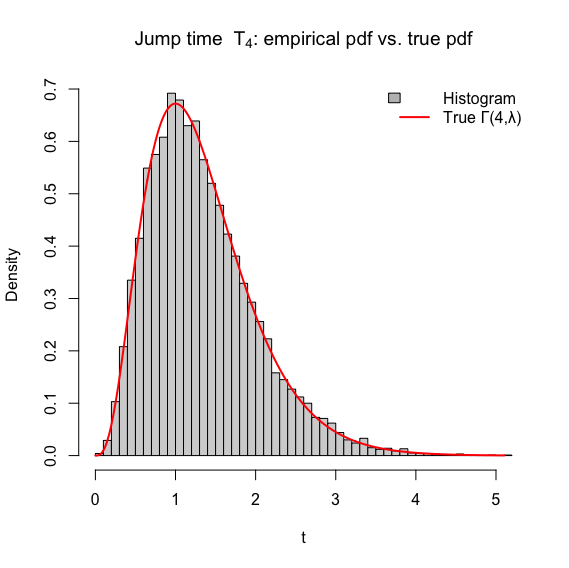 Jump time T₄: empirical pdf vs. true pdf
Histogram
True Γ(4,λ)
Density
0.7
0.6
0.5
0.4
0.3
0.2
0.1
0.0
0 1 2 3 4 5
t